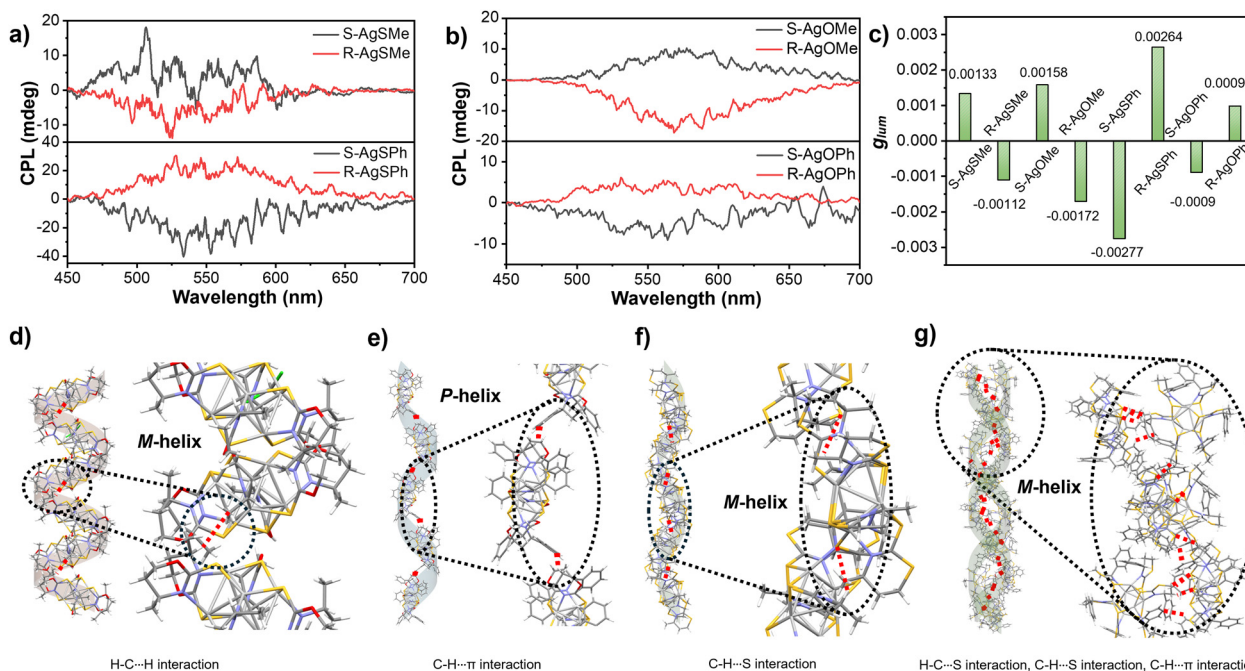 a)
CPL (mdeg)
20
10
0
-10
S-AgSMe
R-AgSMe
40
20
0
-20
-40
S-AgSPh
R-AgSPh
450 500 550 600 650 700
Wavelength (nm)
b)
CPL (mdeg)
20
10
0
-10
-20
S-AgOMe
R-AgOMe
10
0
-10
S-AgOPh
R-AgOPh
450 500 550 600 650 700
Wavelength (nm)
c)
glum
0.003
0.002
0.001
0.000
-0.001
-0.002
-0.003
0.00133
S-AgSMe
R-AgSMe
-0.00112
0.00158
S-AgOMe
R-AgOMe
-0.00172
S-AgSPh
-0.00277
0.00264
R-AgSPh
S-AgOPh
-0.0009
0.0009
R-AgOPh
d)
M-helix
H-C···H interaction
e)
P-helix
C-H···π interaction
f)
M-helix
C-H···S interaction
g)
M-helix
H-C···S interaction, C-H···S interaction, C-H···π interac